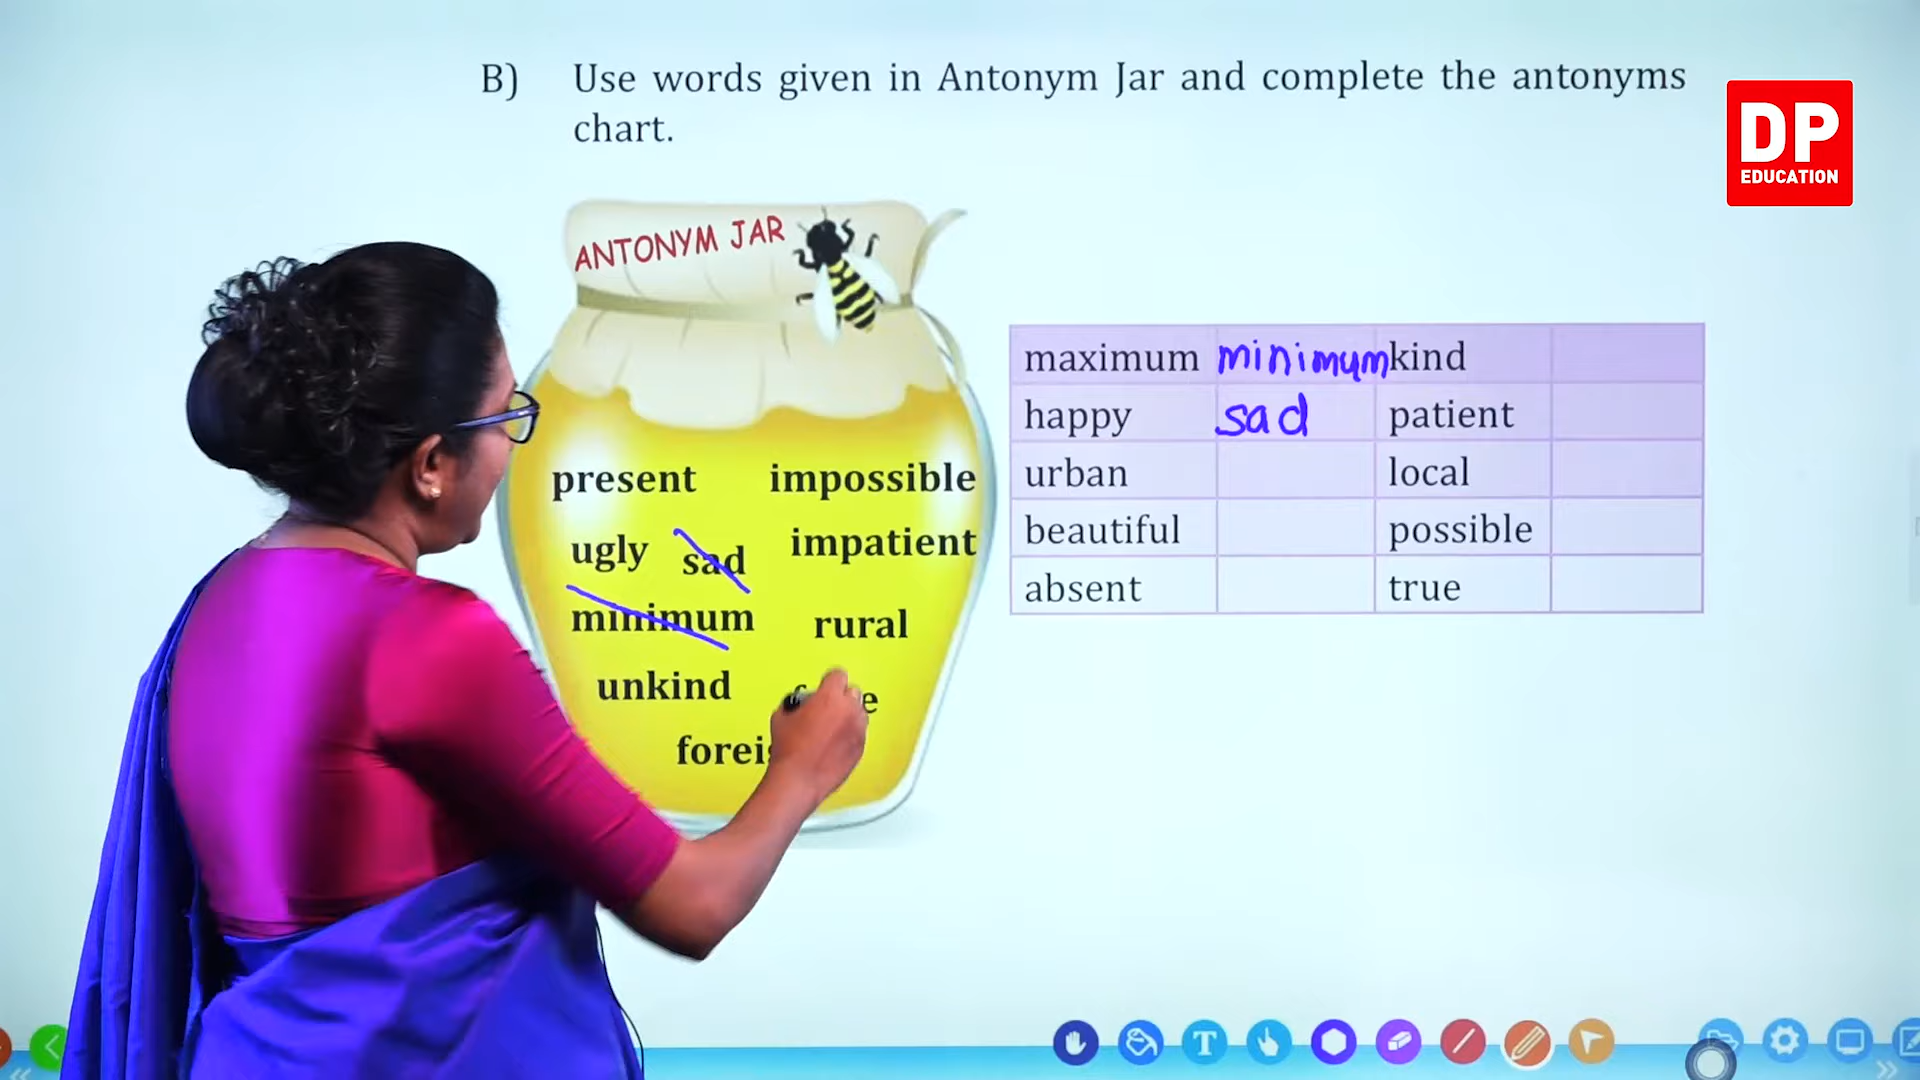 B) Use words given in Antonym Jar and complete the antonyms
chart.
DP
EDUCATION
ANTONYM JAR
present impossible
ugly sad impatient
minimum rural
unkind
maximum minimum kind
happy sad patient
urban local
beautiful possible
absent true
T